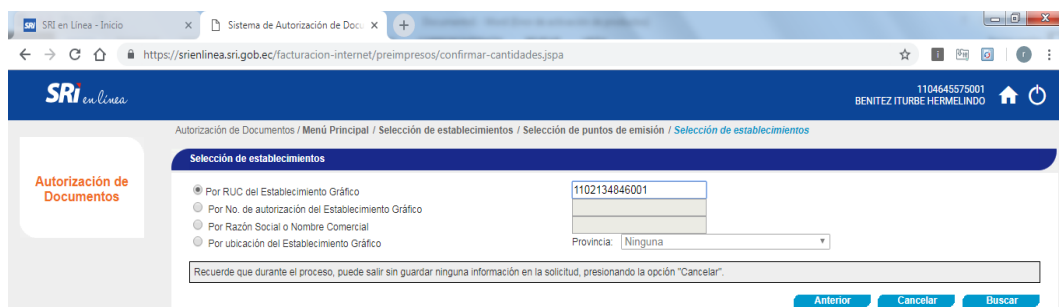 SRI en Línea - Inicio
Sistema de Autorización de Docu
https://srienlinea.sri.gob.ec/facturacion-internet/preimpresos/confirmar-cantidades.jspa
SRi en línea
1104645575001
BENITEZ ITURBE HERMELINDO
Autorización de Documentos / Menú Principal / Selección de establecimientos / Selección de puntos de emisión / Selección de establecimientos
Autorización de
Documentos
Selección de establecimientos
Por RUC del Establecimiento Gráfico 1102134846001
Por No. de autorización del Establecimiento Gráfico
Por Razón Social o Nombre Comercial
Por ubicación del Establecimiento Gráfico Provincia: Ninguna
Recuerde que durante el proceso, puede salir sin guardar ninguna información en la solicitud, presionando la opción "Cancelar".
Anterior Cancelar Buscar